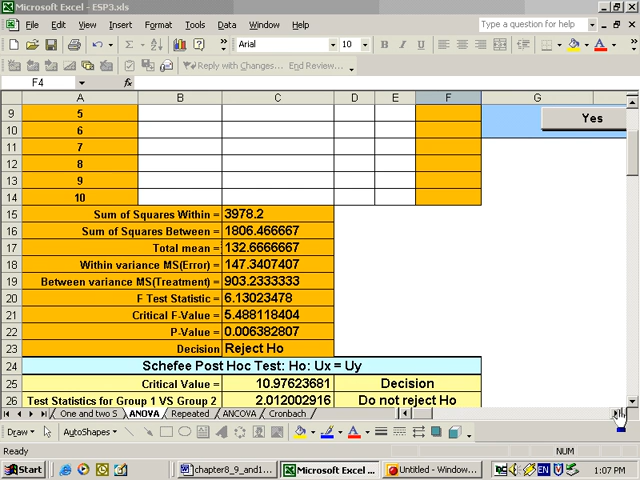 Microsoft Excel - ESP3.xls
File Edit View Insert Format Tools Data Window Help Type a question for help
Arial 10 B I U
Reply with Changes... End Review...
F4 fx
A B C D E F G
9 5 Yes
10 6
11 7
12 8
13 9
14 10
15 Sum of Squares Within = 3978.2
16 Sum of Squares Between = 1806.466667
17 Total mean = 132.6666667
18 Within variance MS(Error) = 147.3407407
19 Between variance MS(Treatment) = 903.2333333
20 F Test Statistic = 6.13023478
21 Critical F-Value = 5.488118404
22 P-Value = 0.006382807
23 Decision Reject Ho
24 Schefee Post Hoc Test: Ho: Ux = Uy
25 Critical Value = 10.97623681 Decision
26 Test Statistics for Group 1 VS Group 2 2.012002916 Do not reject Ho
One and two S ANOVA Repeated ANCOVA Cronbach
Draw AutoShapes
Ready NUM
Start chapter8_9_and1... Microsoft Excel - ... Untitled - Window... EN 1:07 PM